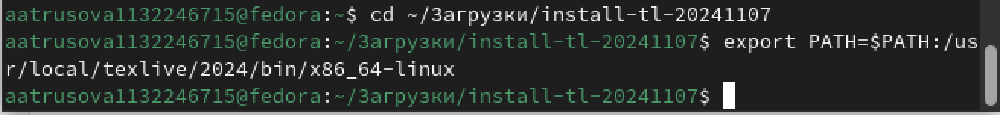 aatrusova1132246715@fedora:~$ cd ~/Загрузки/install-tl-20241107
aatrusova1132246715@fedora:~/Загрузки/install-tl-20241107$ export PATH=$PATH:/us
r/local/texlive/2024/bin/x86_64-linux
aatrusova1132246715@fedora:~/Загрузки/install-tl-20241107$